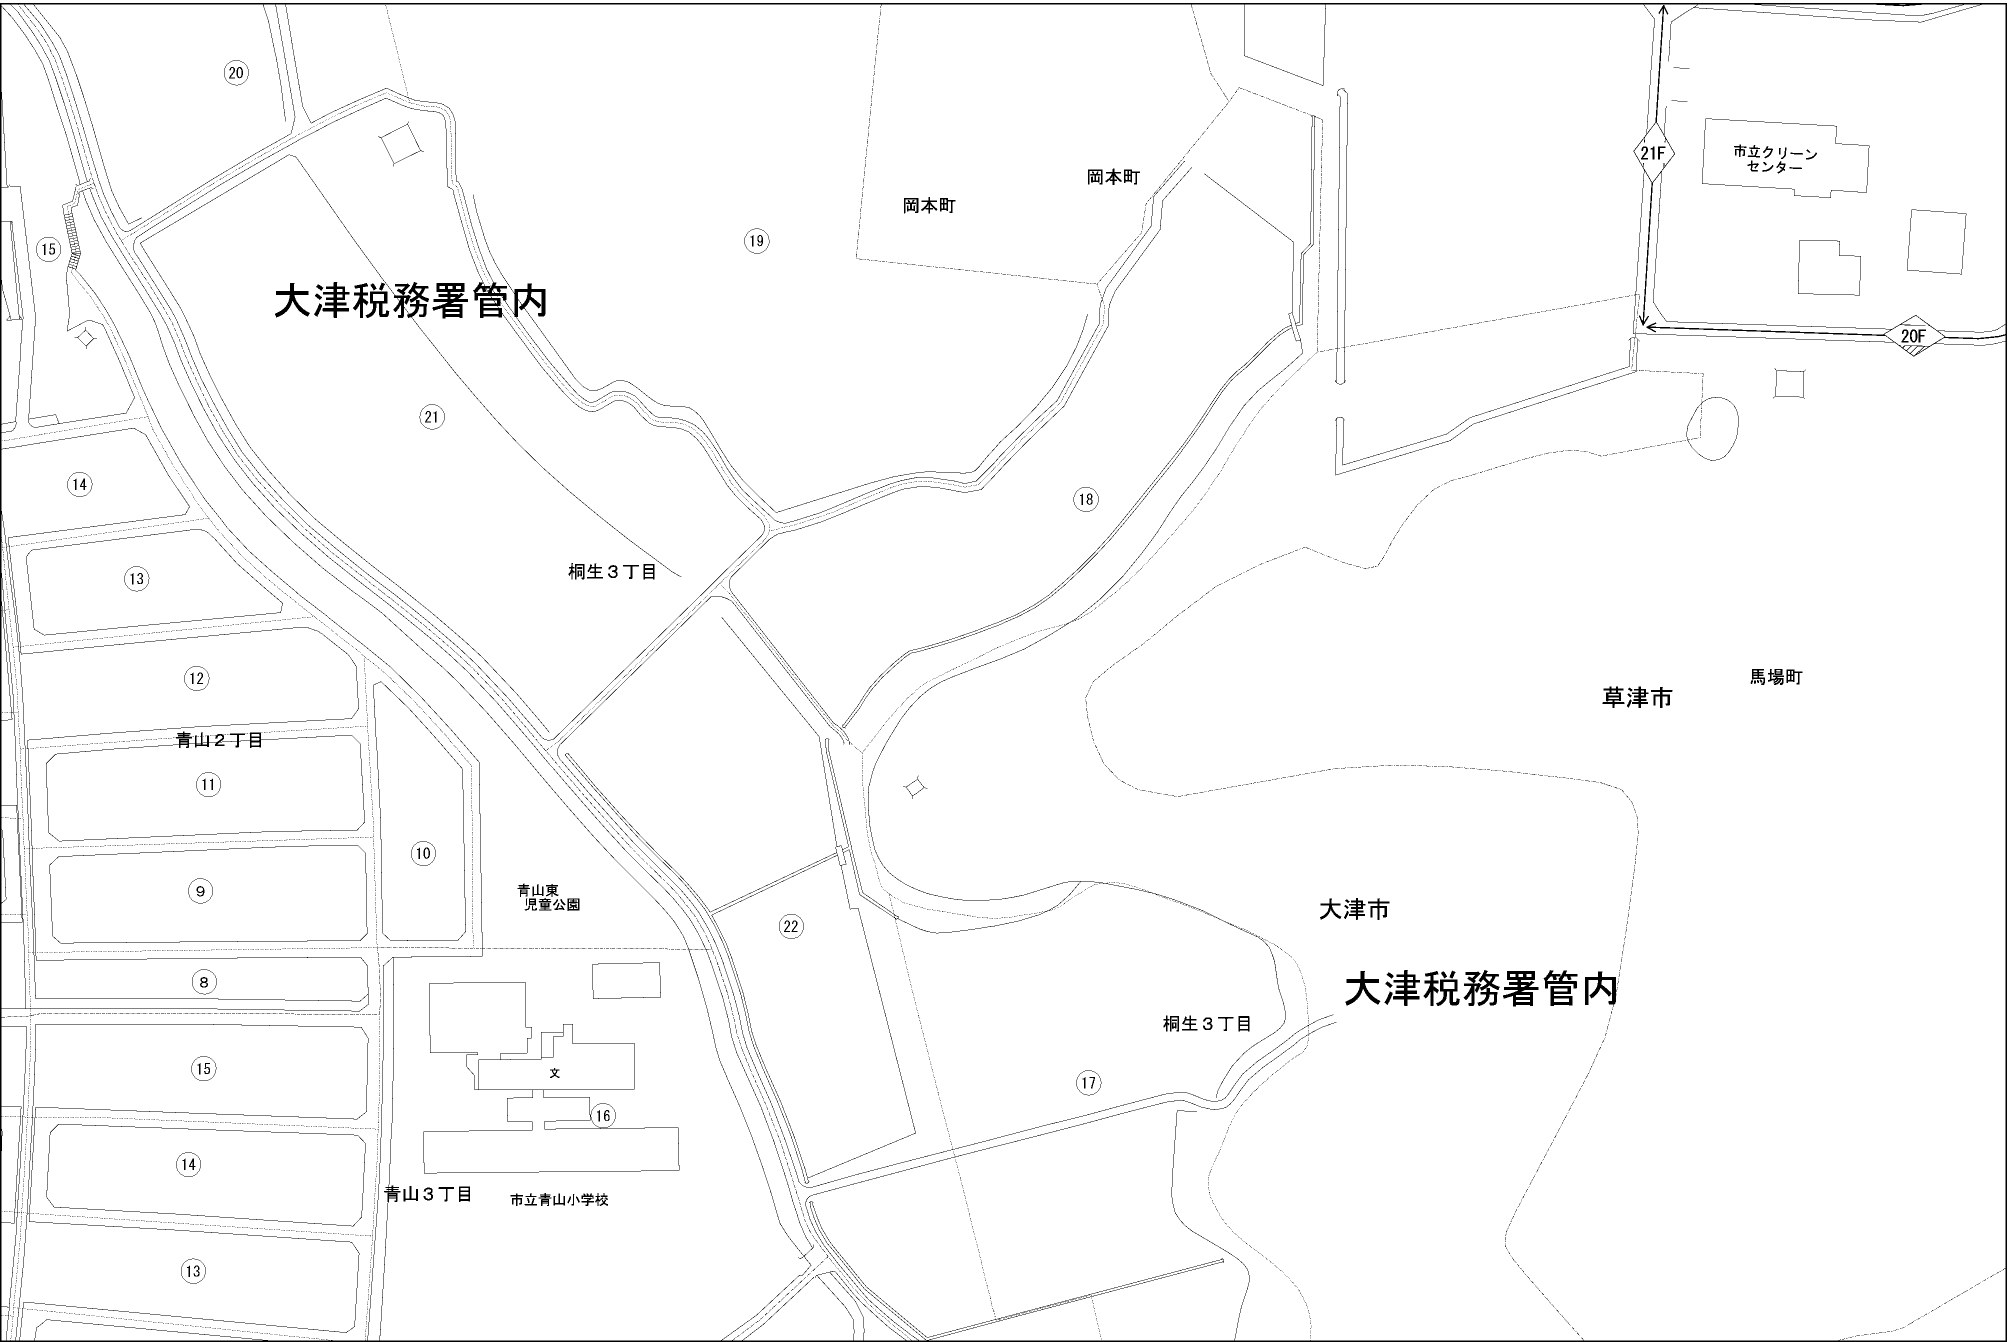 20
21F
市立クリーン
センター
岡本町
岡本町
15
19
大津税務署管内
20F
21
14
18
桐生3丁目
13
12
馬場町
草津市
青山2丁目
11
10
9
青山東
児童公園
22
大津市
8
大津税務署管内
桐生3丁目
15
文
17
16
14
青山3丁目
市立青山小学校
13